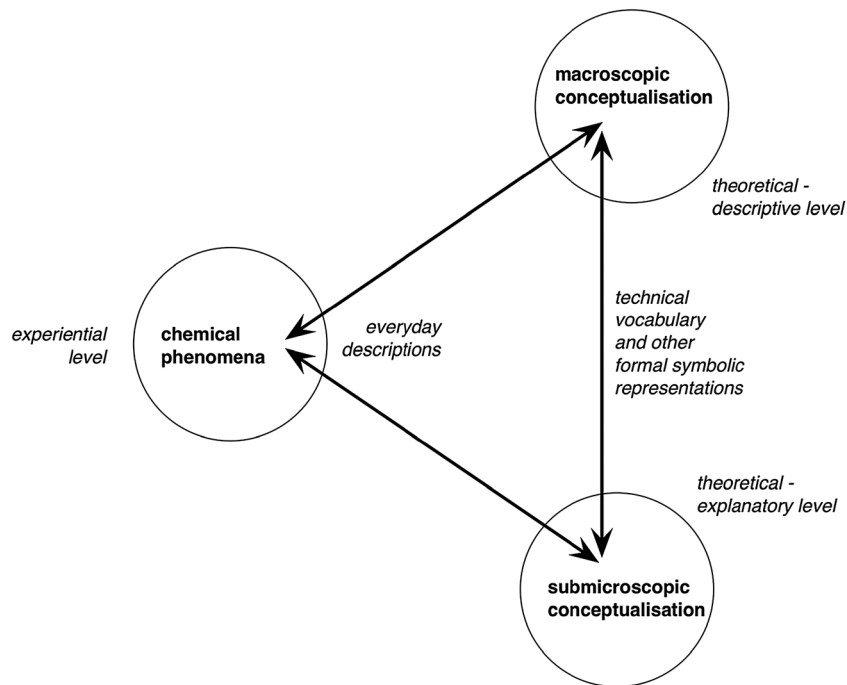 macroscopic
conceptualisation
theoretical -
descriptive level
technical
vocabulary
and other
formal symbolic
representations
everyday
descriptions
experiential
level
chemical
phenomena
theoretical -
explanatory level
submicroscopic
conceptualisation